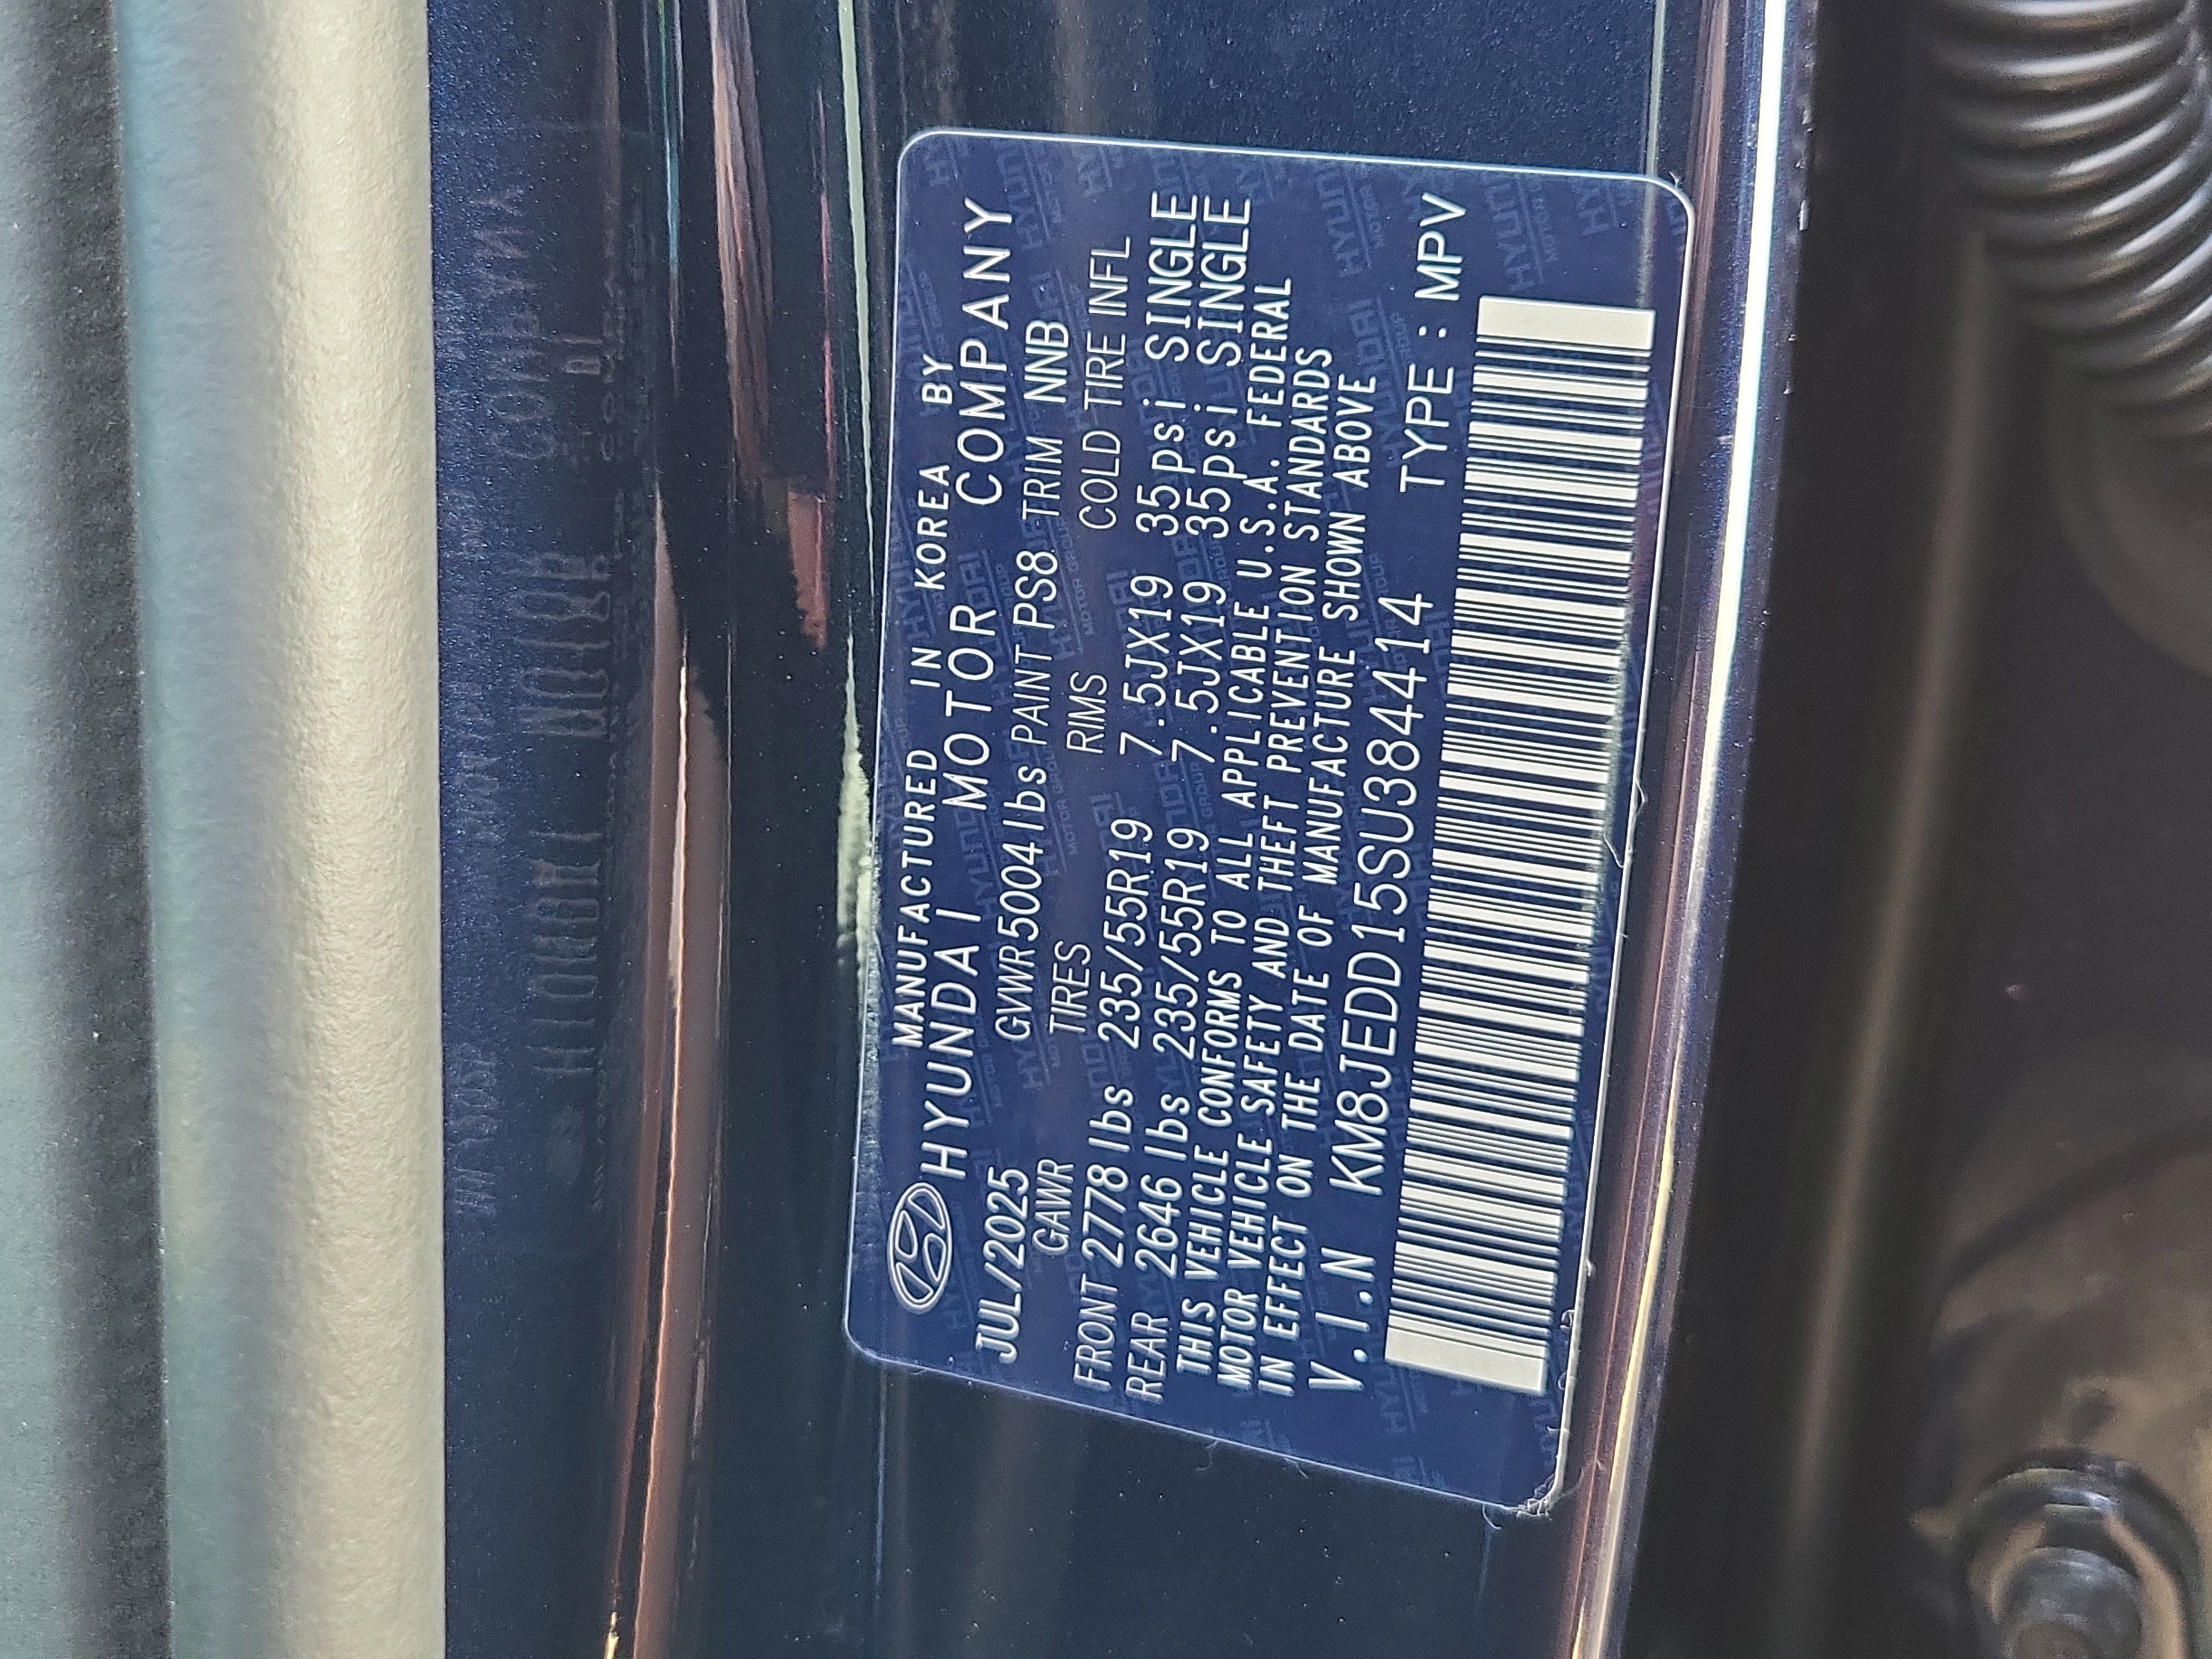 MANUFACTURED IN KOREA BY
HYUNDAI MOTOR COMPANY
JUL/2025 GVWR5004lbs PAINT PS8 TRIM NNB
GAWR TIRES RIMS COLD TIRE INFL
FRONT 2778 lbs 235/55R19 7.5JX19 35psi SINGLE
REAR 2646 lbs 235/55R19 7.5JX19 35psi SINGLE
THIS VEHICLE CONFORMS TO ALL APPLICABLE U.S.A. FEDERAL
MOTOR VEHICLE SAFETY AND THEFT PREVENTION STANDARDS
IN EFFECT ON THE DATE OF MANUFACTURE SHOWN ABOVE
V.I.N KM8JEDD15SU384414 TYPE : MPV